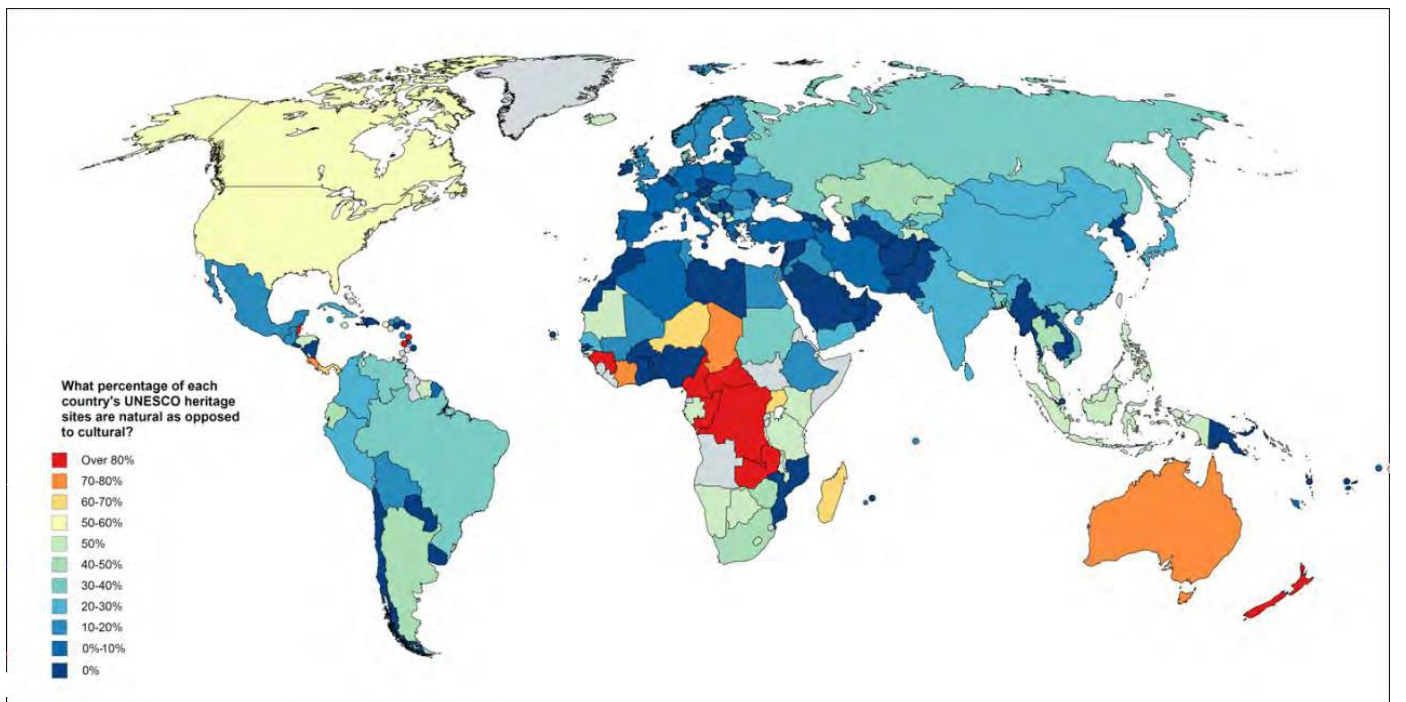 What percentage of each
country's UNESCO heritage
sites are natural as opposed
to cultural?
Over 80%
70-80%
60-70%
50-60%
50%
40-50%
30-40%
20-30%
10-20%
0%-10%
0%